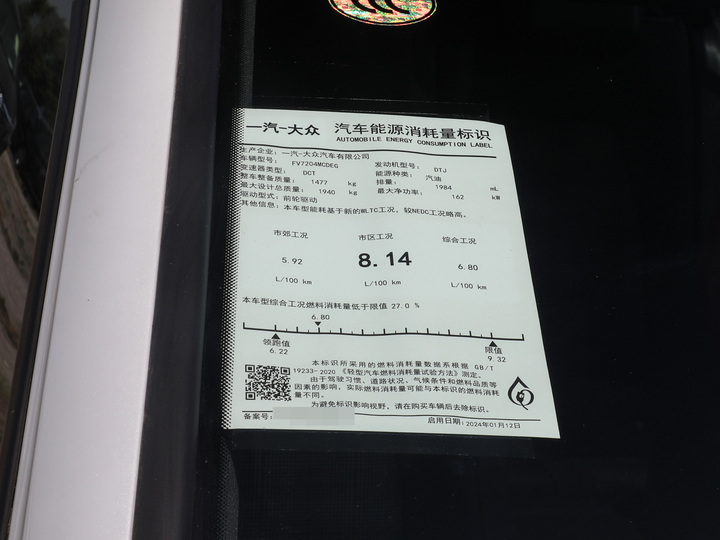 CCC
一汽-大众 汽车能源消耗量标识
AUTOMOBILE ENERGY CONSUMPTION LABEL
生产企业：一汽-大众汽车有限公司
车辆型号：FV7204MCDEG 发动机型号：DTJ
变速器类型：DCT 能源种类：汽油
整车整备质量：1477 kg 排量：1984 mL
最大设计总质量：1940 kg 最大净功率：162 kW
驱动型式：前轮驱动
其他信息：本车型能耗基于新的WLTC工况，较NEDC工况略高。
市郊工况 市区工况 综合工况
5.92 8.14 6.80
L/100 km L/100 km L/100 km
本车型综合工况燃料消耗量低于限值 27.0 %
6.80
领跑值 限值
6.22 9.32
本标识所采用的燃料消耗量数据系根据 GB/T
19233-2020《轻型汽车燃料消耗量试验方法》测定。
由于驾驶习惯、道路状况、气候条件和燃料品质等
因素的影响，实际燃料消耗量可能与本标识的燃料消耗
量不同。
为避免标识影响视野，请在购买车辆后去除标识。
备案号： 启用日期：2024年01月12日